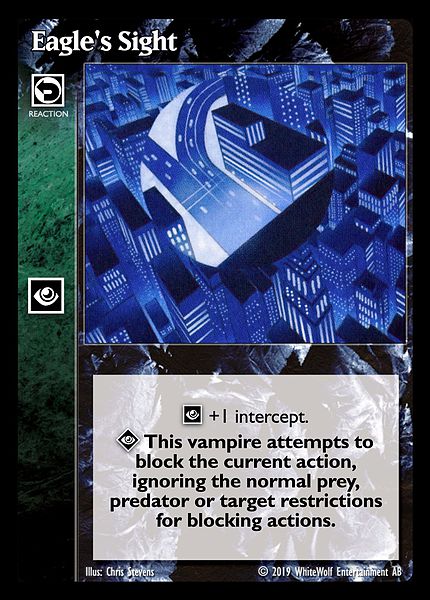 Eagle's Sight
REACTION
+1 intercept.
This vampire attempts to
block the current action,
ignoring the normal prey,
predator or target restrictions
for blocking actions.
Illus: Chris Stevens
© 2019 WhiteWolf Entertainment AB